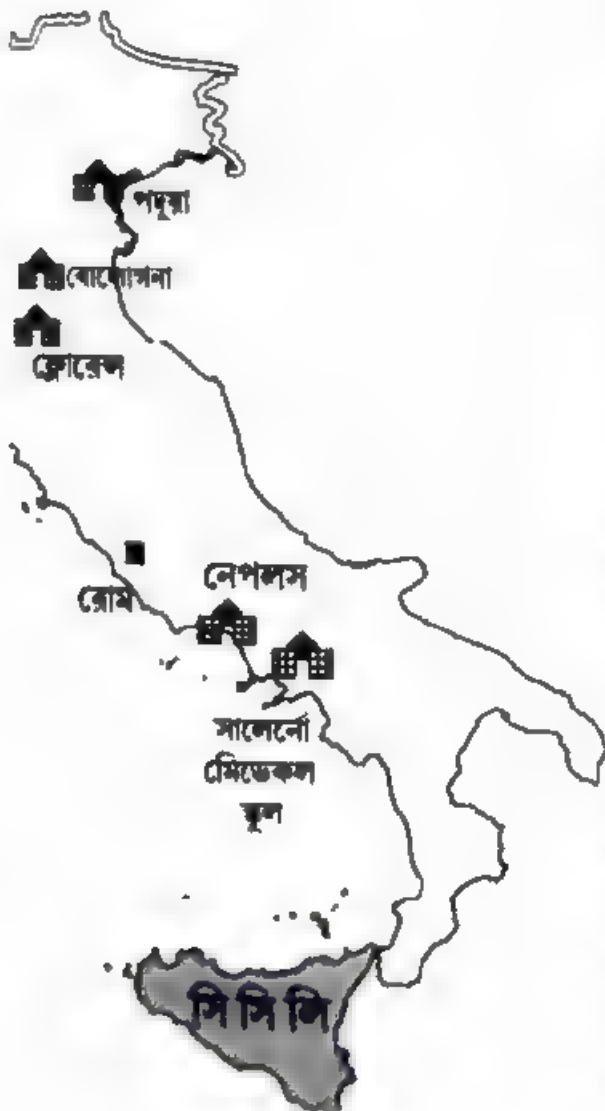 পদুয়া
বোলোগনা
ফ্লোরেন্স
নেপলস
রোম
সালের্নো
মেডিকেল
স্কুল
সিসিলি